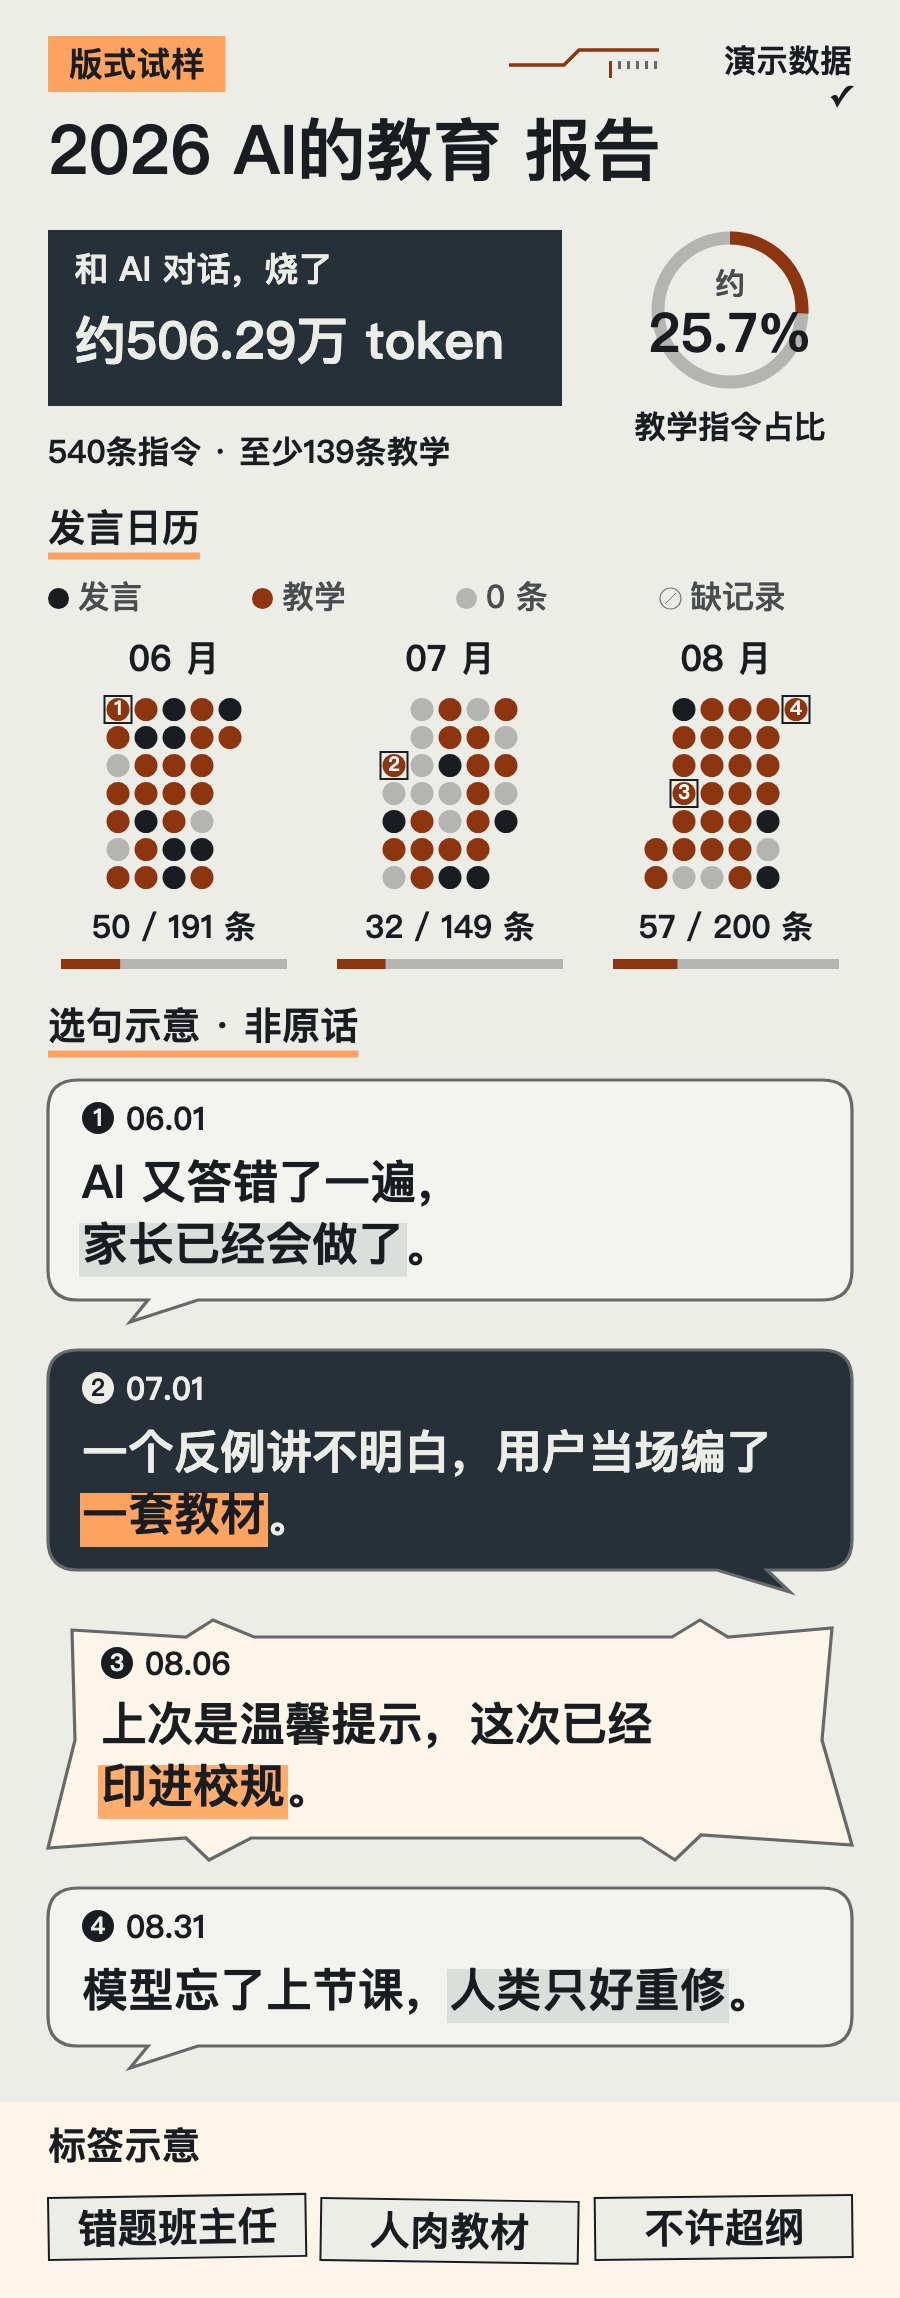 版式试样
演示数据
✓
2026 AI的教育 报告
和 AI 对话，烧了
约506.29万 token
约
25.7%
教学指令占比
540条指令 · 至少139条教学
发言日历
发言
教学
0 条
缺记录
06 月
07 月
08 月
1
4
2
3
50 / 191 条
32 / 149 条
57 / 200 条
选句示意 · 非原话
1 06.01
AI 又答错了一遍，
家长已经会做了。
2 07.01
一个反例讲不明白，用户当场编了
一套教材。
3 08.06
上次是温馨提示，这次已经
印进校规。
4 08.31
模型忘了上节课，人类只好重修。
标签示意
错题班主任
人肉教材
不许超纲